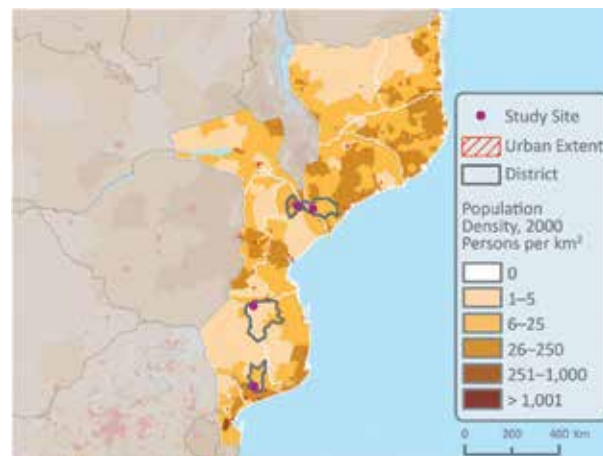 Study Site
Urban Extent
District
Population
Density, 2000
Persons per km²
0
1–5
6–25
26–250
251–1,000
> 1,001
0 200 400 Km